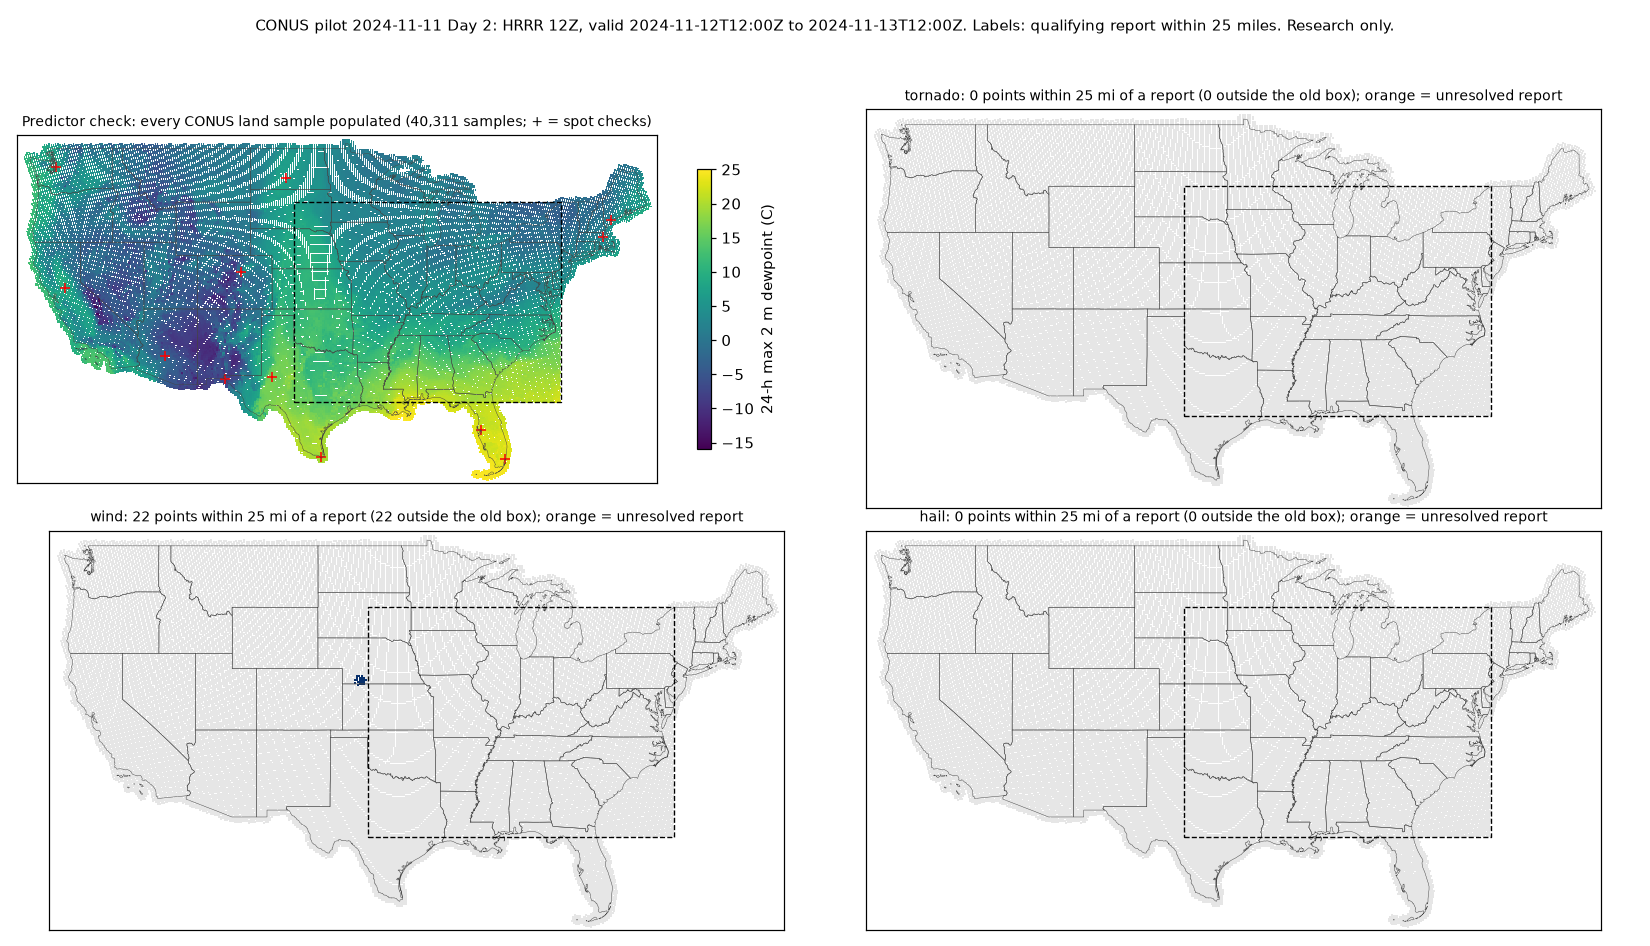 CONUS pilot 2024-11-11 Day 2: HRRR 12Z, valid 2024-11-12T12:00Z to 2024-11-13T12:00Z. Labels: qualifying report within 25 miles. Research only.
Predictor check: every CONUS land sample populated (40,311 samples; + = spot checks)
25
20
15
10
5
0
−5
−10
−15
24-h max 2 m dewpoint (C)
tornado: 0 points within 25 mi of a report (0 outside the old box); orange = unresolved report
wind: 22 points within 25 mi of a report (22 outside the old box); orange = unresolved report
hail: 0 points within 25 mi of a report (0 outside the old box); orange = unresolved report